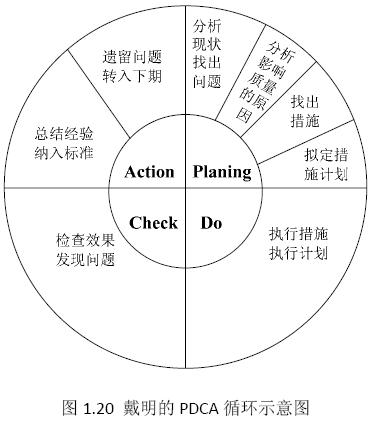 分析
现状
找出
问题
分析
影响
质量
的原
因
找出
措施
拟定措
施计划
遗留问题
转入下期
总结经验
纳入标准
Action
Planing
Check
Do
检查效果
发现问题
执行措施
执行计划
图 1.20 戴明的 PDCA 循环示意图